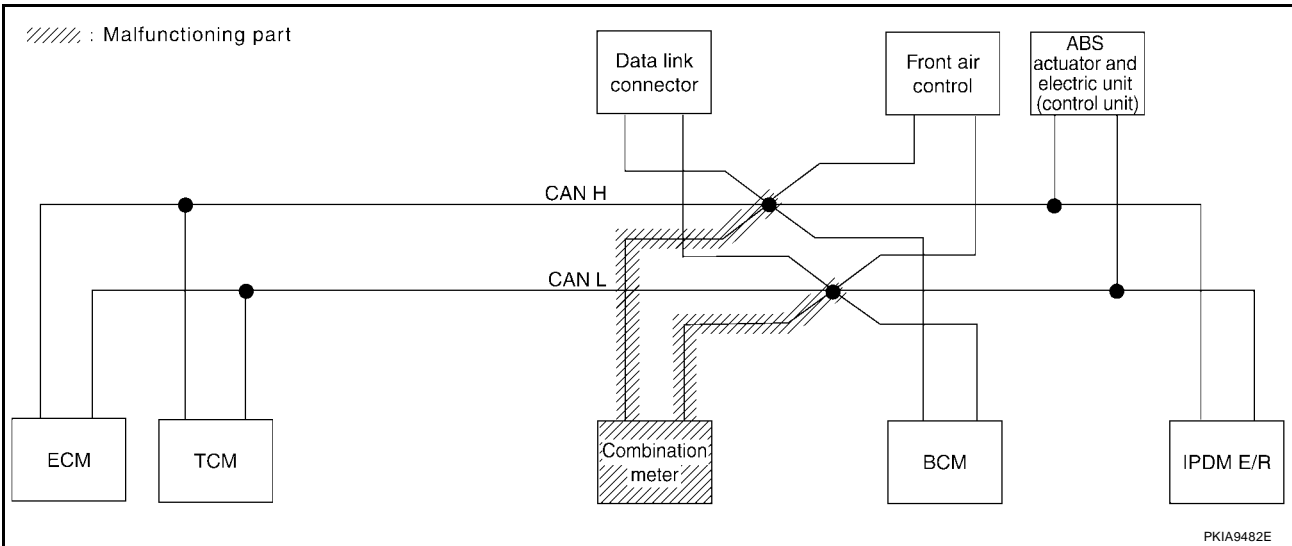 : Malfunctioning part
Data link
connector
Front air
control
ABS
actuator and
electric unit
(control unit)
CAN H
CAN L
ECM
TCM
Combination
meter
BCM
IPDM E/R
PKIA9482E